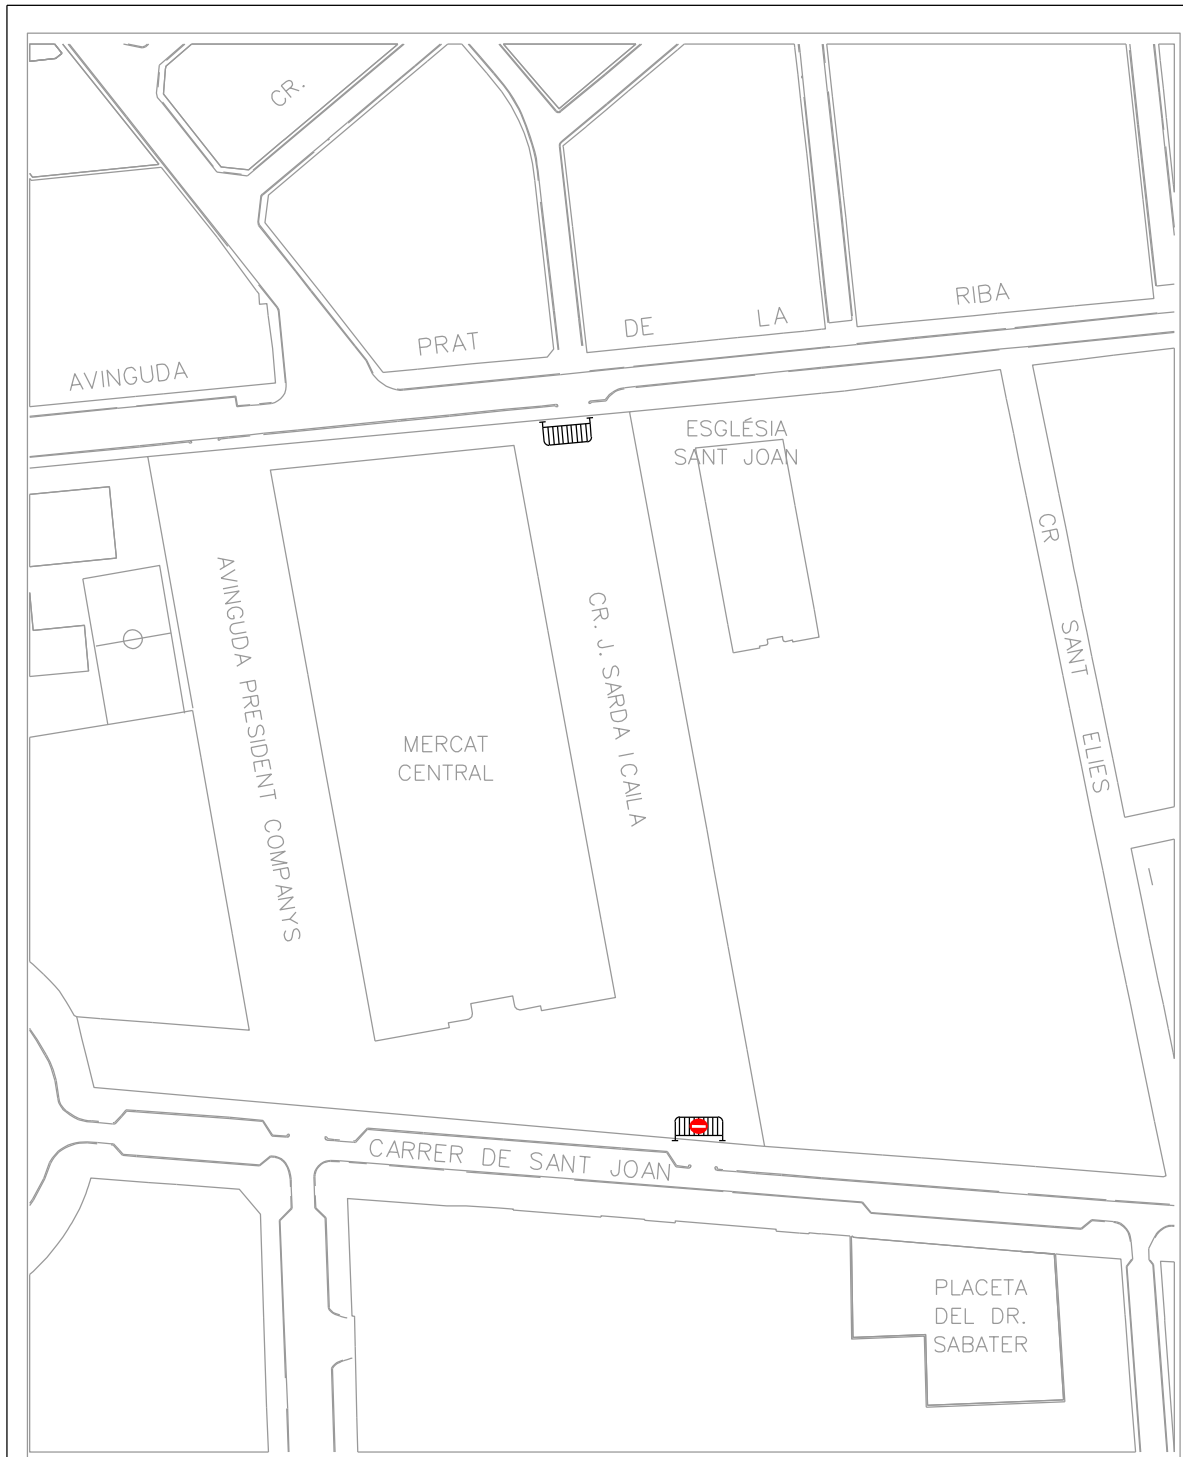 CR.
AVINGUDA PRAT DE LA RIBA
ESGLÉSIA
SANT JOAN
CR SANT ELIES
AVINGUDA PRESIDENT COMPANYS
CR. J. SARDA I CAILA
MERCAT
CENTRAL
CARRER DE SANT JOAN
PLACETA
DEL DR.
SABATER